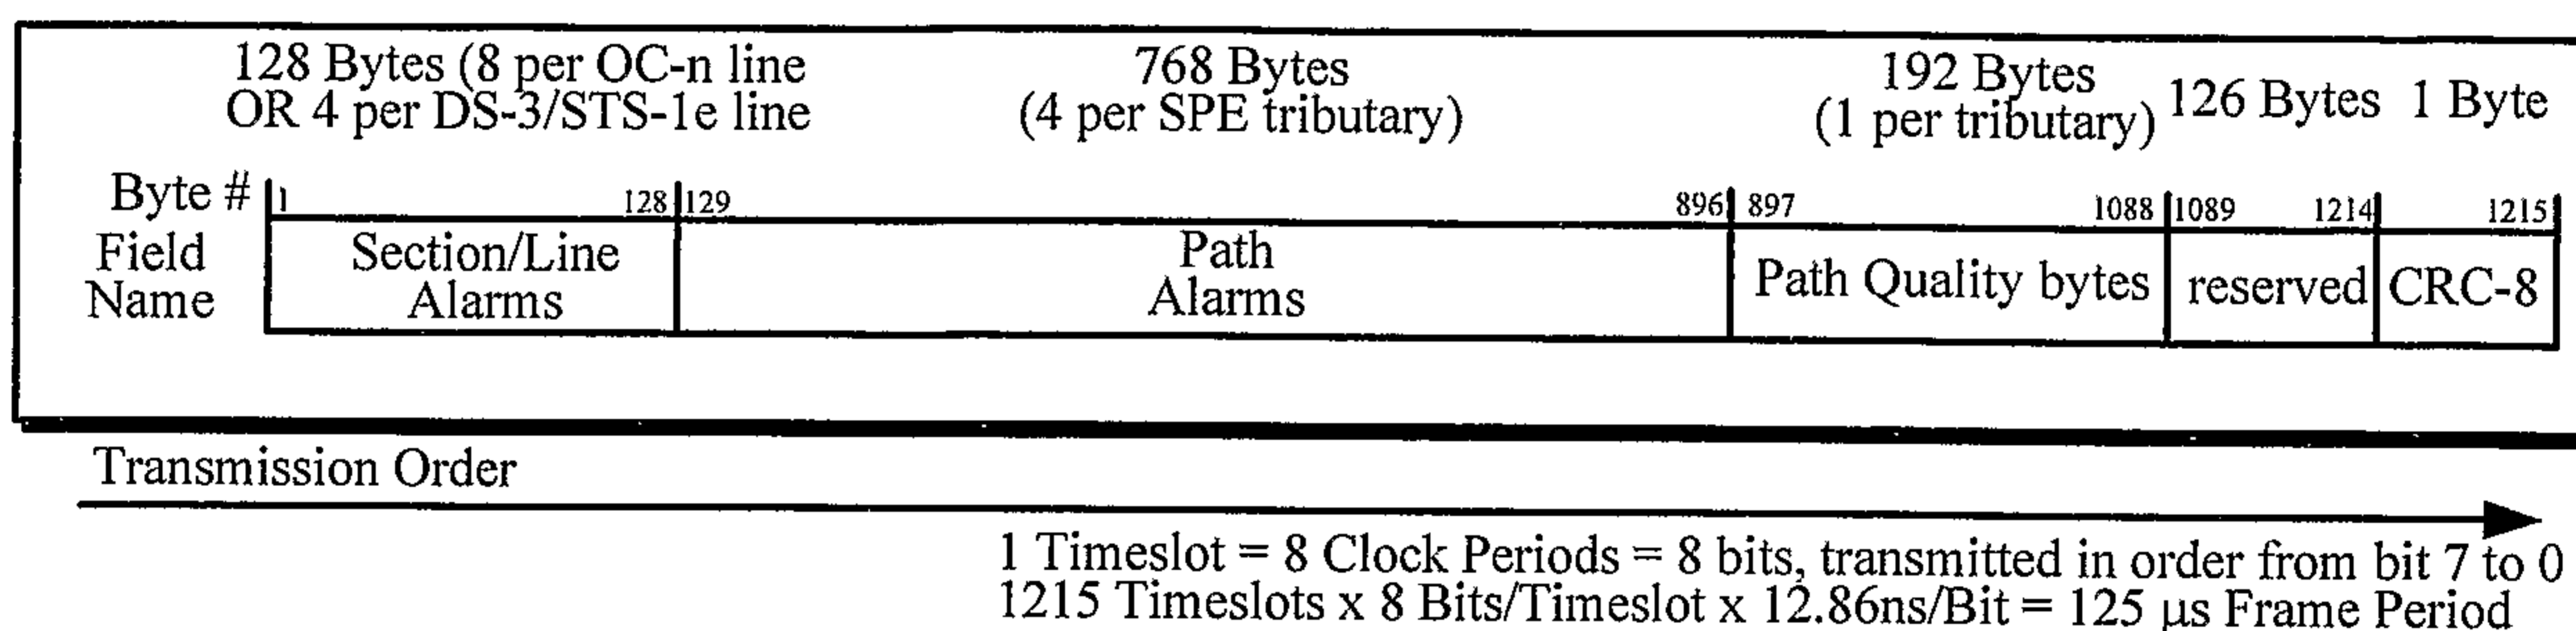 128 Bytes (8 per OC-n line
OR 4 per DS-3/STS-1e line
768 Bytes
(4 per SPE tributary)
192 Bytes
(1 per tributary)
126 Bytes
1 Byte
Byte #
1 128 129 896 897 1088 1089 1214 1215
Field
Name
Section/Line
Alarms
Path
Alarms
Path Quality bytes
reserved
CRC-8
Transmission Order
1 Timeslot = 8 Clock Periods = 8 bits, transmitted in order from bit 7 to 0
1215 Timeslots x 8 Bits/Timeslot x 12.86ns/Bit = 125 µs Frame Period